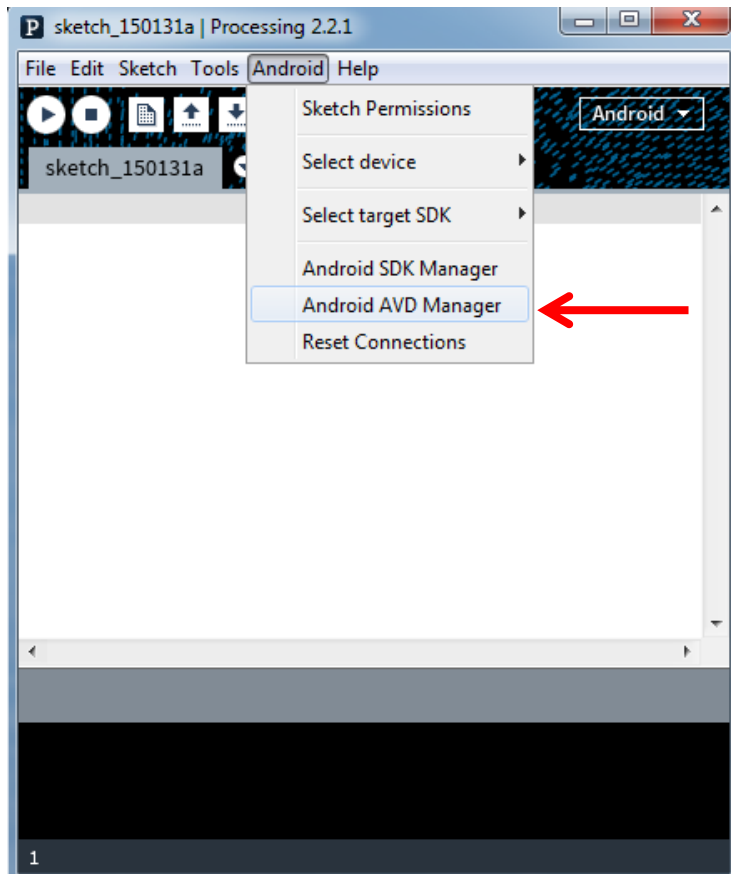 P sketch_150131a | Processing 2.2.1
File Edit Sketch Tools Android Help
Android
sketch_150131a
Sketch Permissions
Select device
Select target SDK
Android SDK Manager
Android AVD Manager
Reset Connections
1